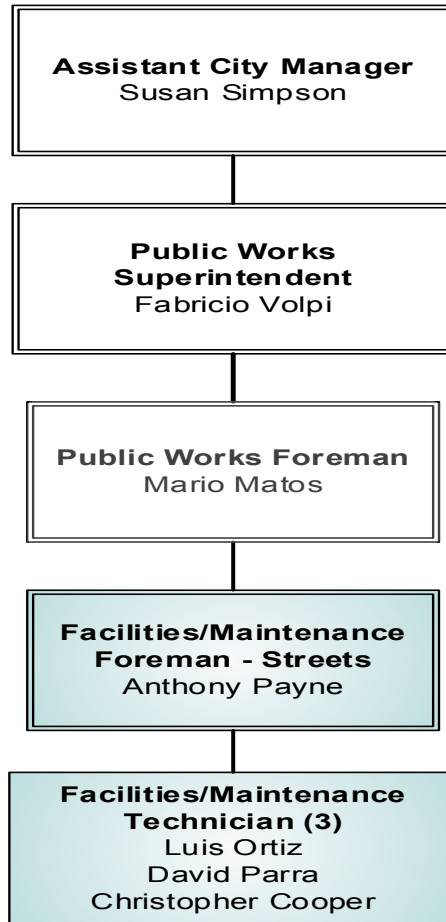 Assistant City Manager
Susan Simpson
Public Works
Superintendent
Fabricio Volpi
Public Works Foreman
Mario Matos
Facilities/Maintenance
Foreman - Streets
Anthony Payne
Facilities/Maintenance
Technician (3)
Luis Ortiz
David Parra
Christopher Cooper